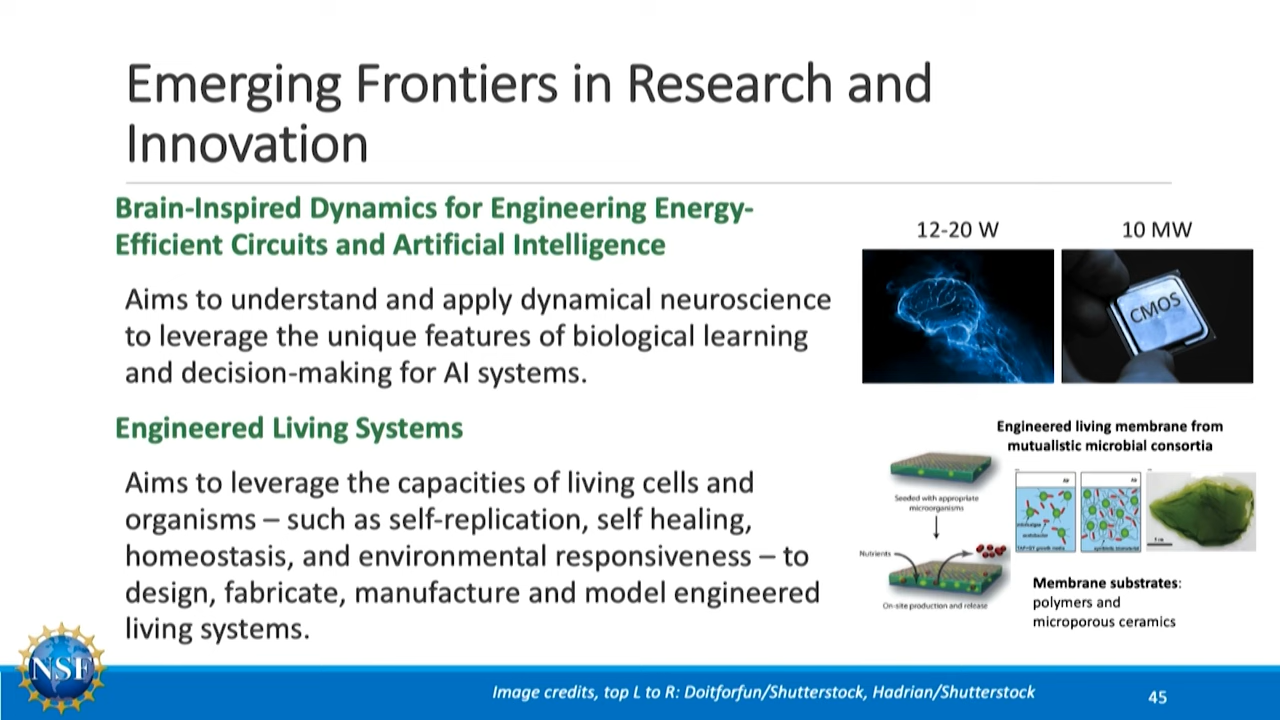 Emerging Frontiers in Research and
Innovation
Brain-Inspired Dynamics for Engineering Energy-
Efficient Circuits and Artificial Intelligence
Aims to understand and apply dynamical neuroscience
to leverage the unique features of biological learning
and decision-making for AI systems.
Engineered Living Systems
Aims to leverage the capacities of living cells and
organisms – such as self-replication, self healing,
homeostasis, and environmental responsiveness – to
design, fabricate, manufacture and model engineered
living systems.
12-20 W
10 MW
CMOS
Engineered living membrane from
mutualistic microbial consortia
Seeded with appropriate
microorganisms
Nutrients
On-site production and release
Membrane substrates:
polymers and
microporous ceramics
NSF
Image credits, top L to R: Doitforfun/Shutterstock, Hadrian/Shutterstock
45